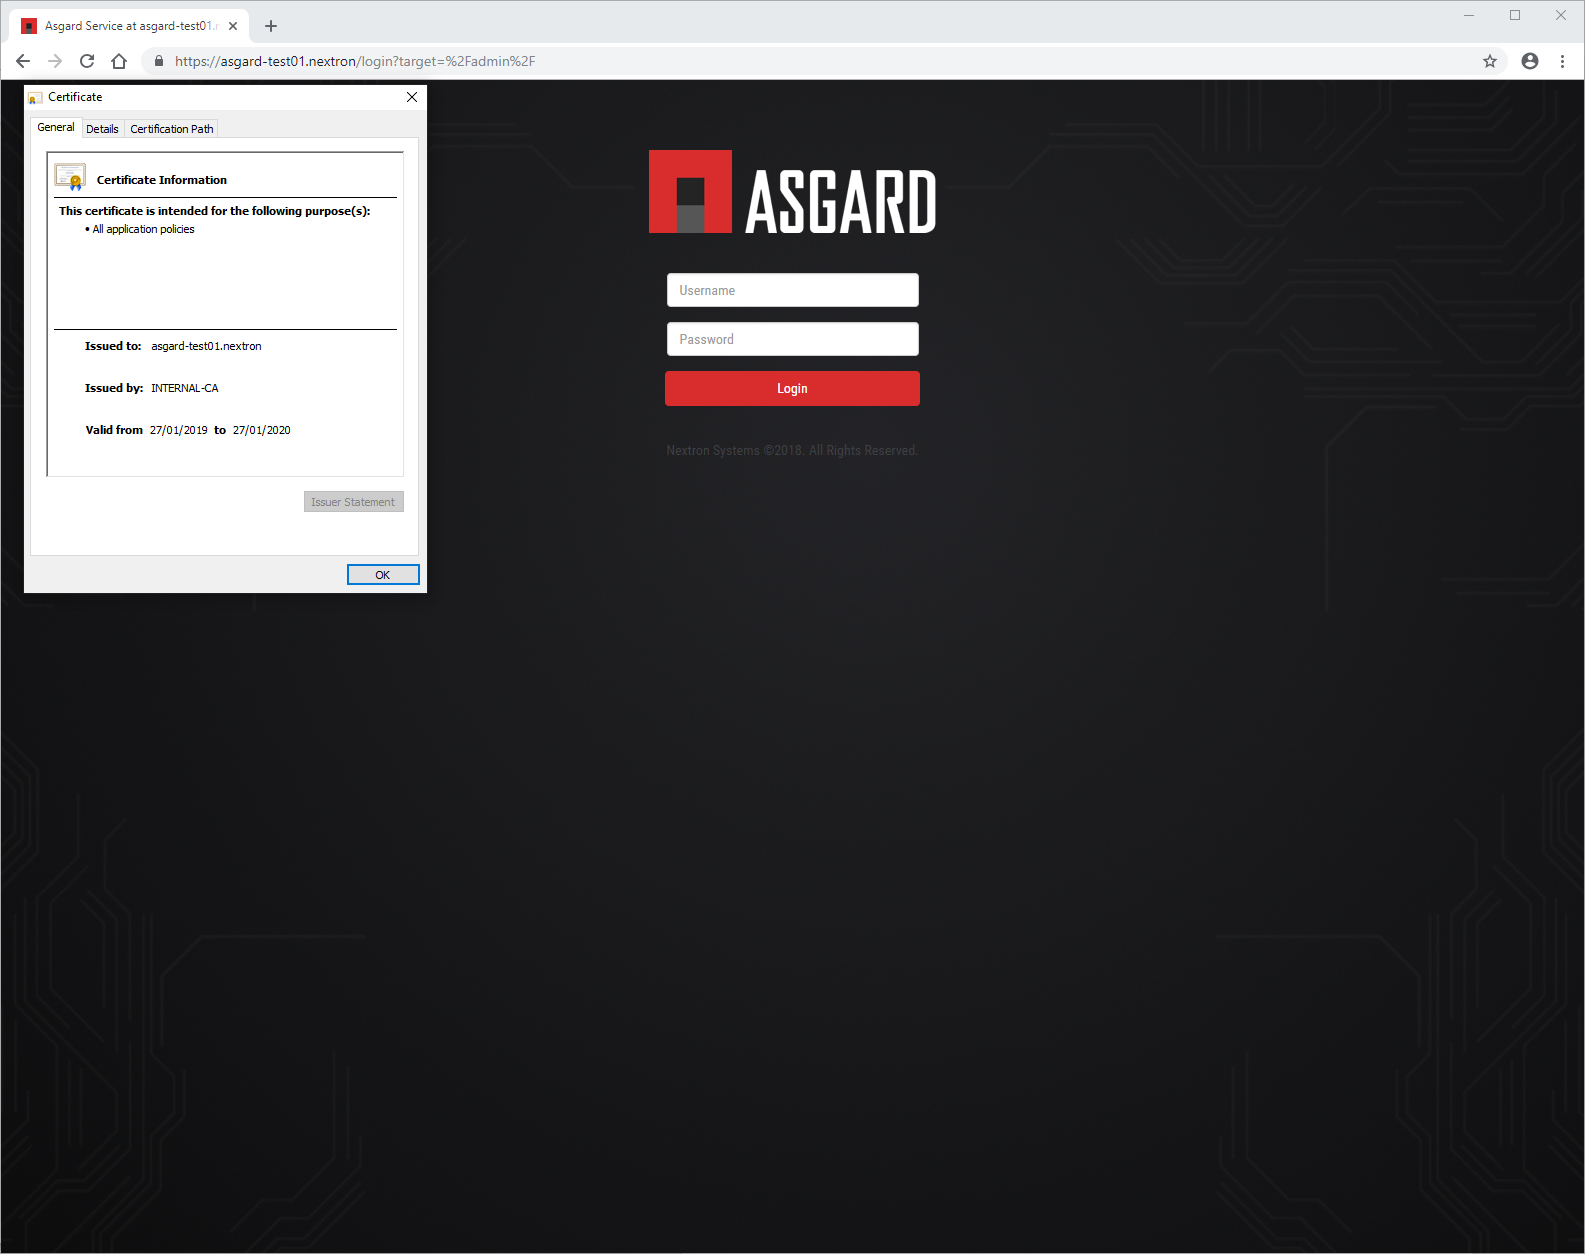 Asgard Service at asgard-test01.r
https://asgard-test01.nextron/login?target=%2Fadmin%2F
Certificate
General Details Certification Path
Certificate Information
This certificate is intended for the following purpose(s):
• All application policies
Issued to: asgard-test01.nextron
Issued by: INTERNAL-CA
Valid from 27/01/2019 to 27/01/2020
Issuer Statement
OK
ASGARD
Username
Password
Login
Nextron Systems ©2018. All Rights Reserved.